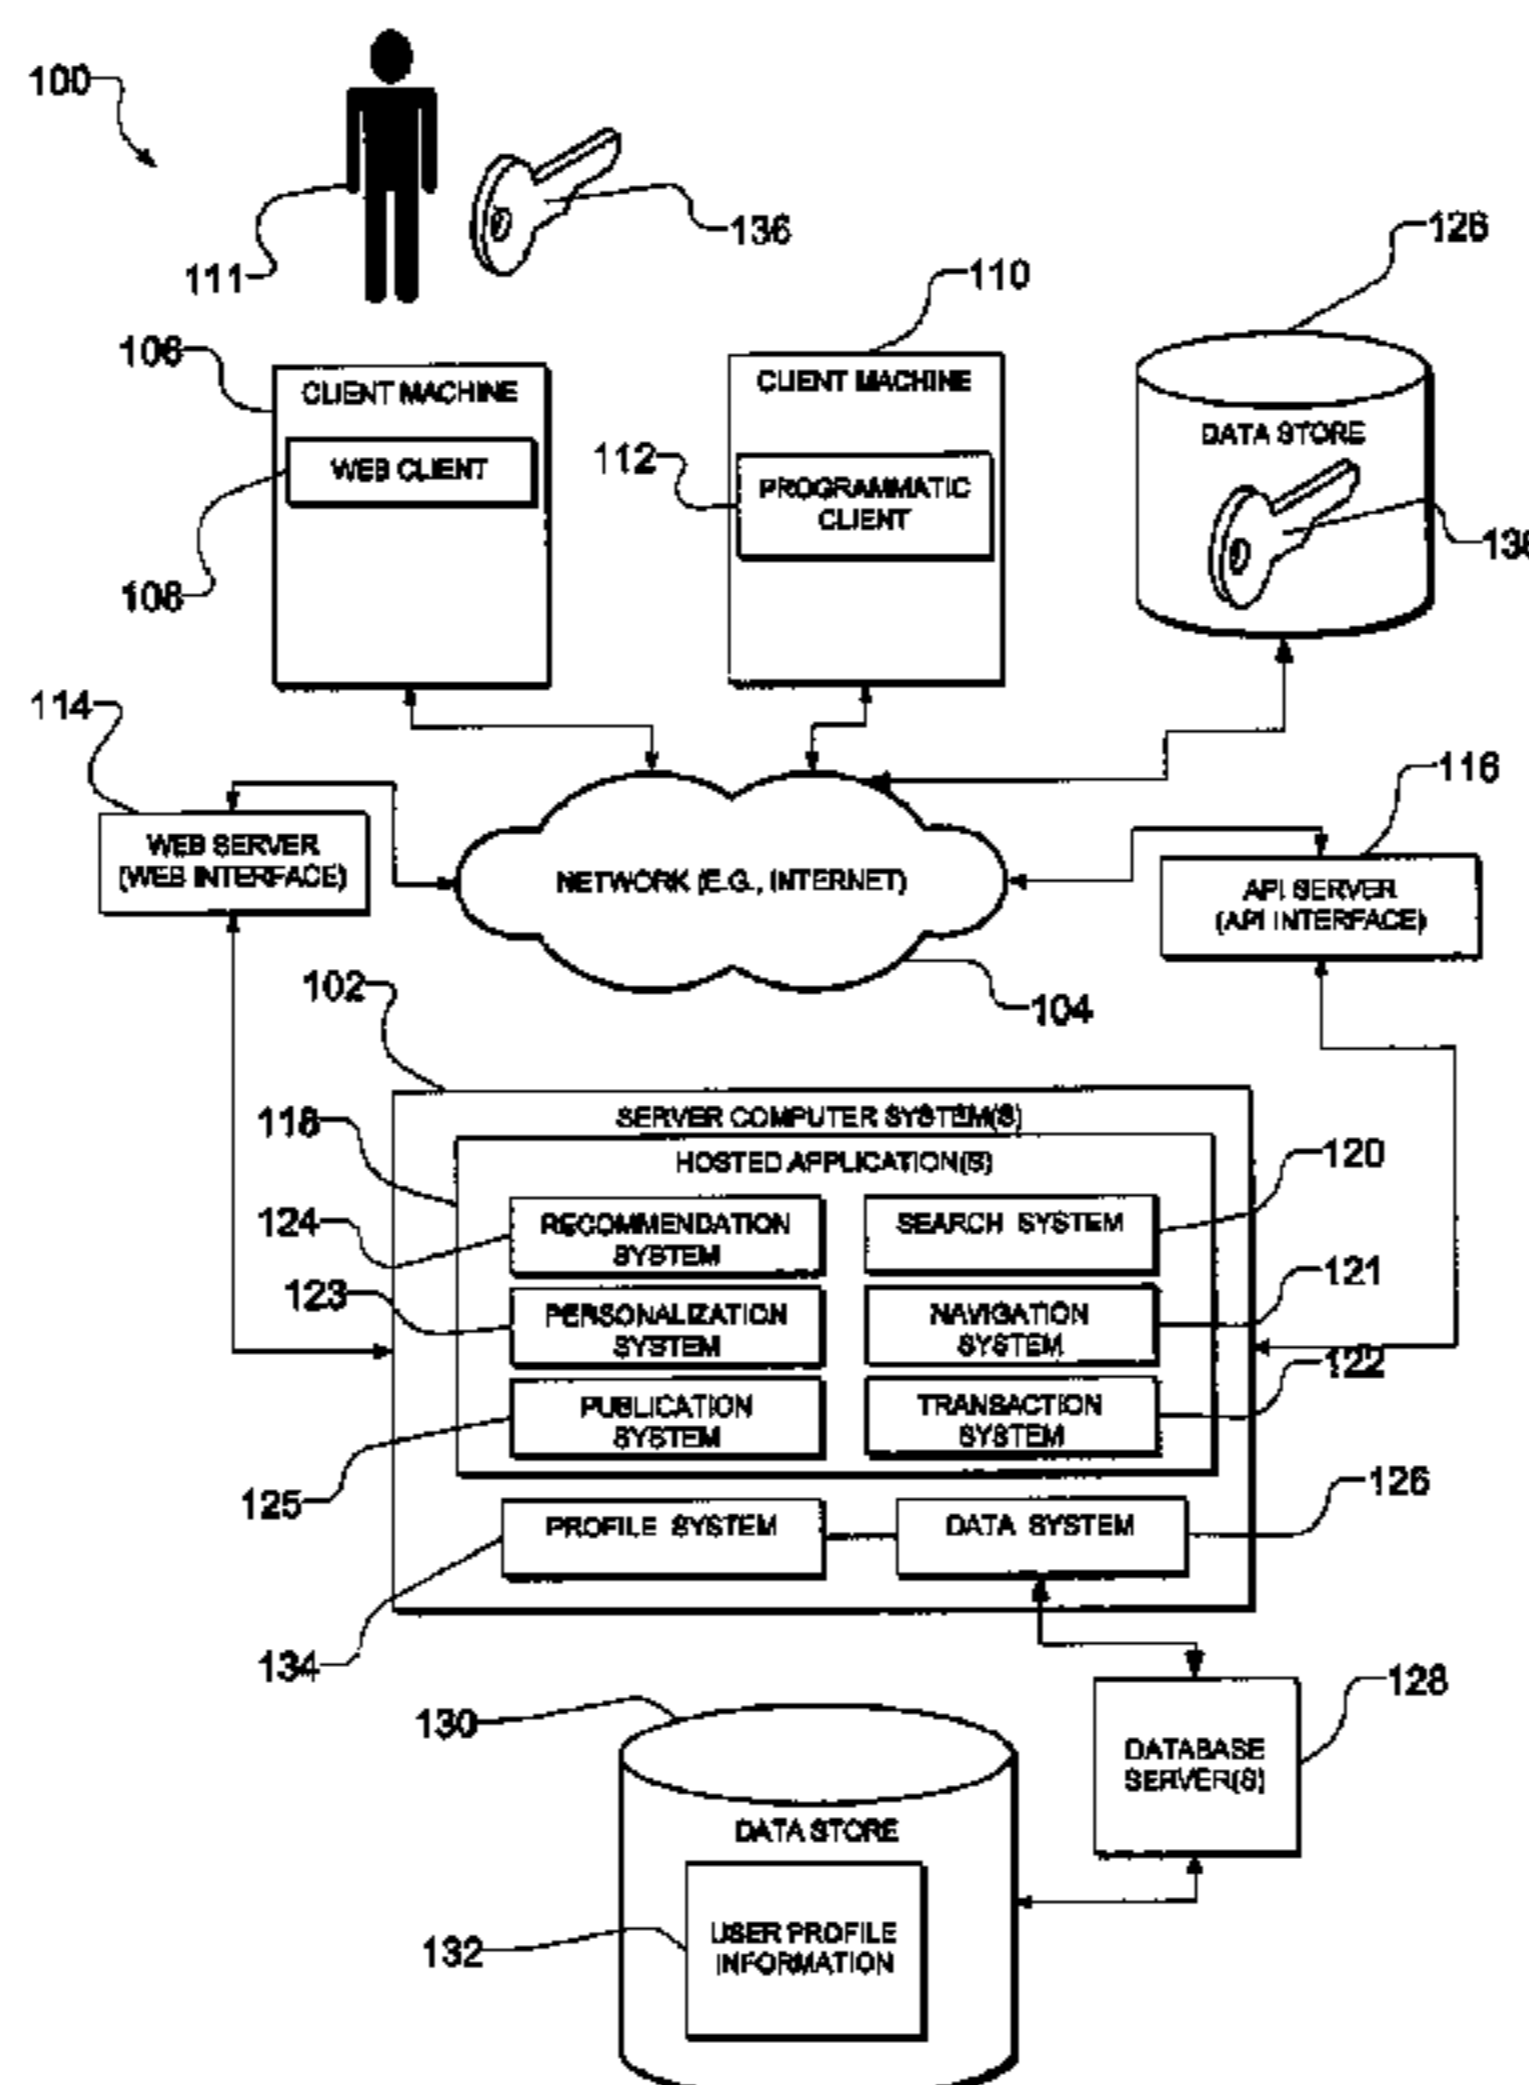 100
111
136
126
110
106
CLIENT MACHINE
WEB CLIENT
108
CLIENT MACHINE
112
PROGRAMMATIC
CLIENT
DATA STORE
114
WEB SERVER
(WEB INTERFACE)
NETWORK (E.G., INTERNET)
104
116
API SERVER
(API INTERFACE)
102
SERVER COMPUTER SYSTEM(S)
118
HOSTED APPLICATION(S)
124
RECOMMENDATION
SYSTEM
SEARCH SYSTEM
120
123
PERSONALIZATION
SYSTEM
NAVIGATION
SYSTEM
121
125
PUBLICATION
SYSTEM
TRANSACTION
SYSTEM
122
PROFILE SYSTEM
DATA SYSTEM
126
134
128
DATABASE
SERVER(S)
130
DATA STORE
132
USER PROFILE
INFORMATION